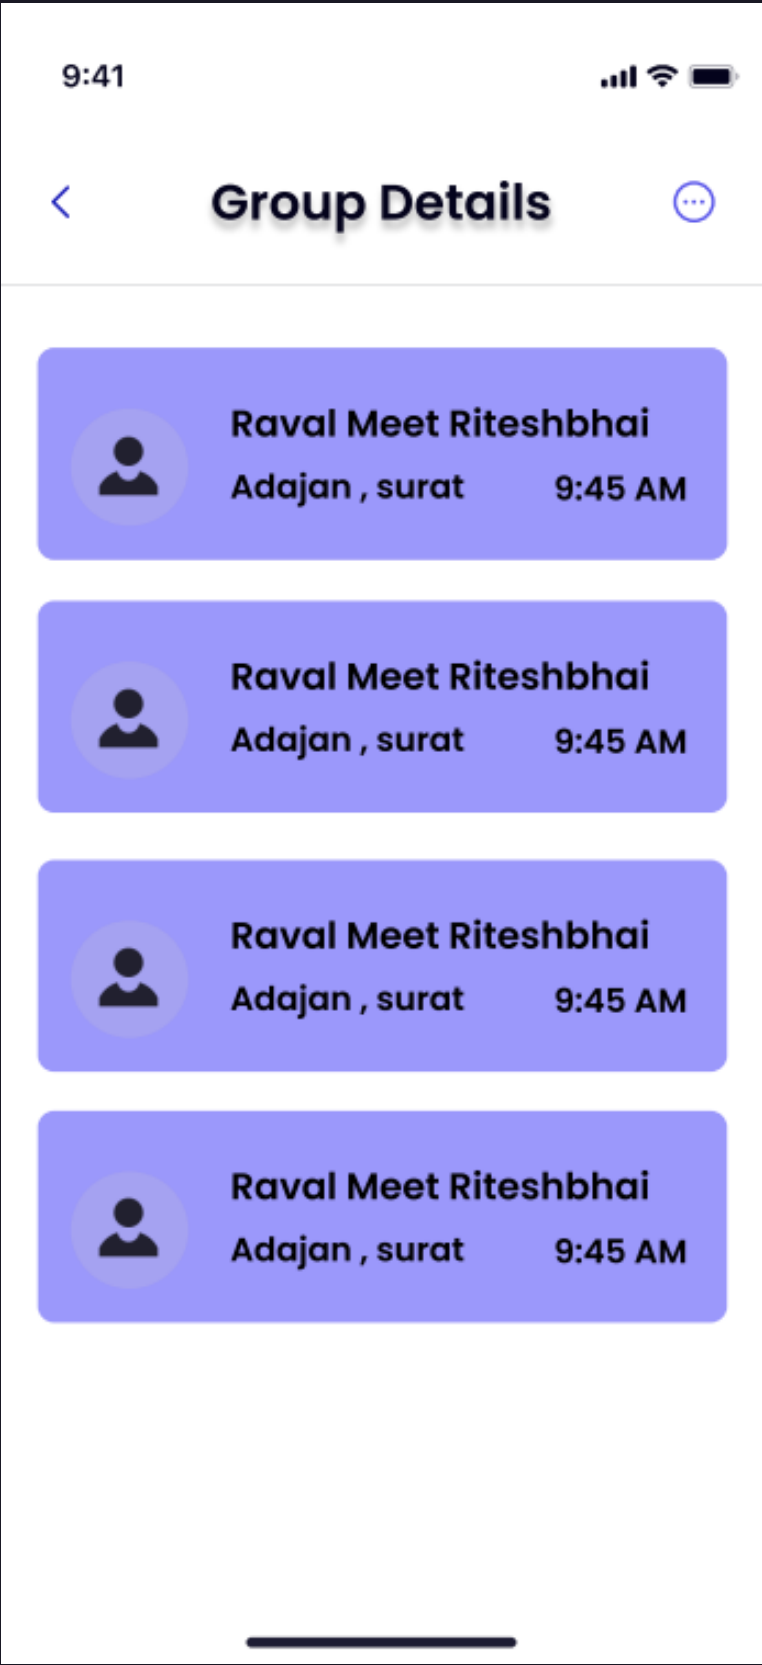 9:41
Group Details
Raval Meet Riteshbhai
Adajan , surat 9:45 AM
Raval Meet Riteshbhai
Adajan , surat 9:45 AM
Raval Meet Riteshbhai
Adajan , surat 9:45 AM
Raval Meet Riteshbhai
Adajan , surat 9:45 AM